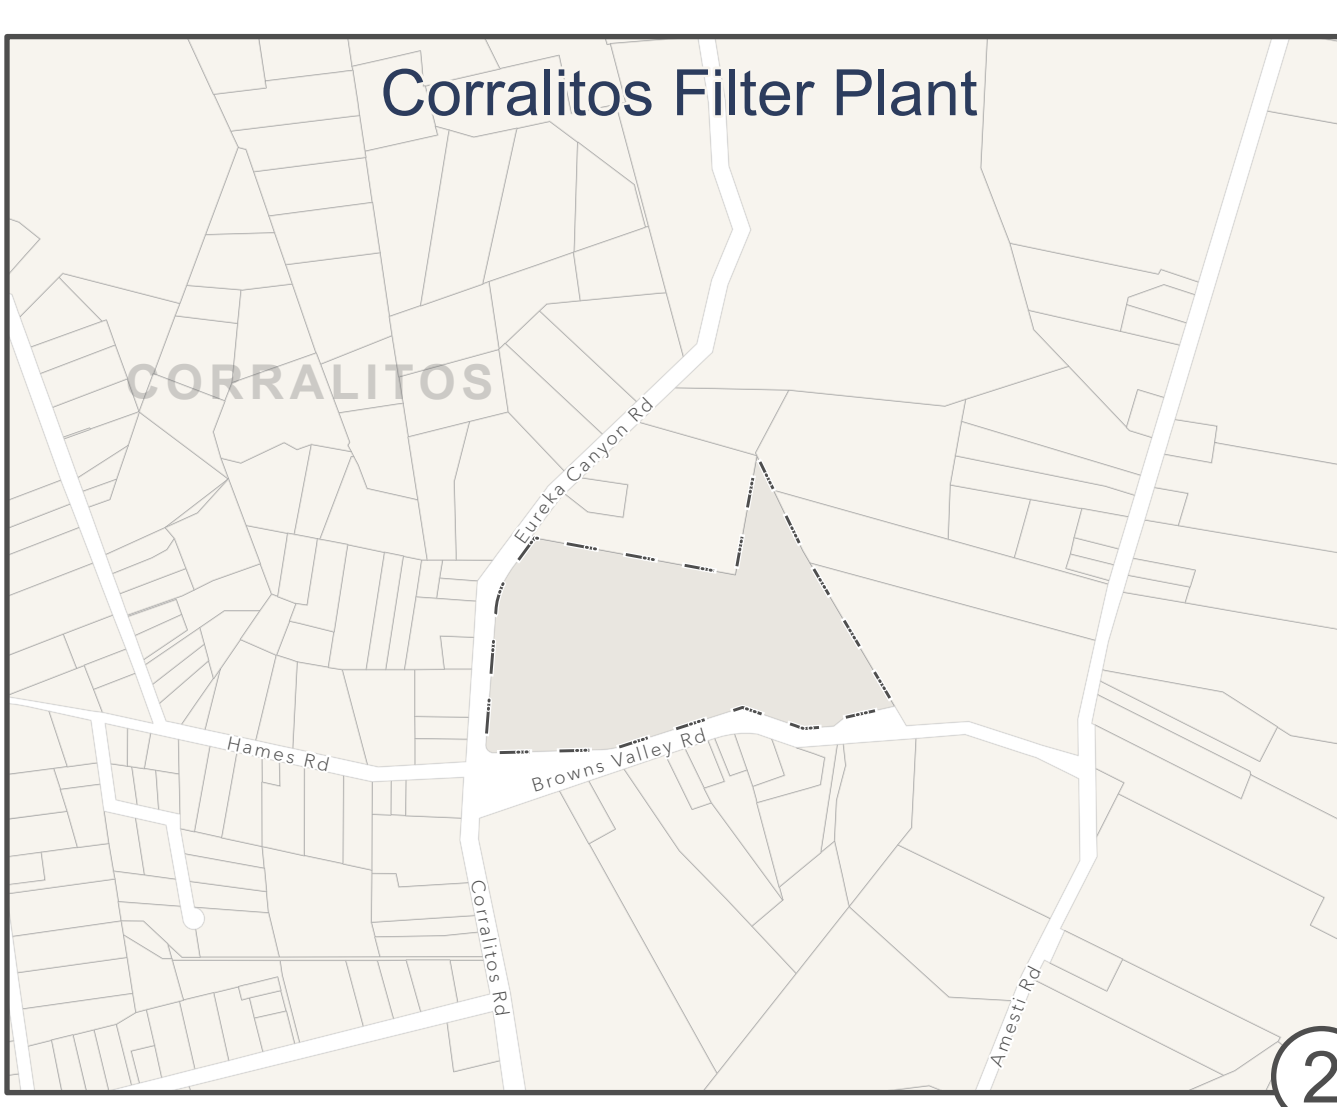 Corralitos Filter Plant
CORRALITOS
Eureka Canyon Rd
Hames Rd
Browns Valley Rd
Corralitos Rd
Amesti Rd
2